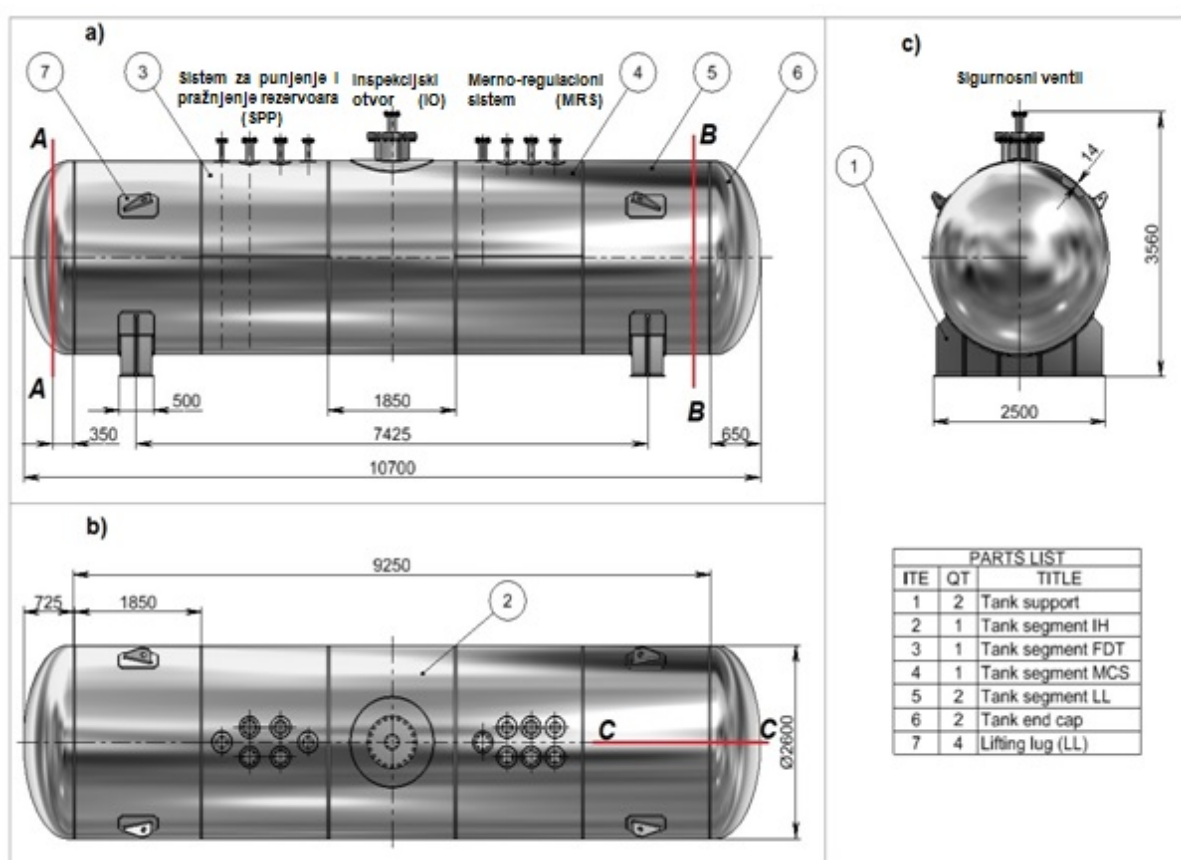 a)
7
3
Sistem za punjenje i
pražnjenje rezervoara
(SPP)
Inspekcijski
otvor (IO)
Merno-regulacioni
sistem (MRS)
4
5
6
A
B
A
B
500
1850
350
7425
650
10700
b)
9250
725
1850
2
C
C
Ø2600
c)
Sigurnosni ventil
1
14
3560
2500
PARTS LIST
ITE QT TITLE
1 2 Tank support
2 1 Tank segment IH
3 1 Tank segment FDT
4 1 Tank segment MCS
5 2 Tank segment LL
6 2 Tank end cap
7 4 Lifting lug (LL)